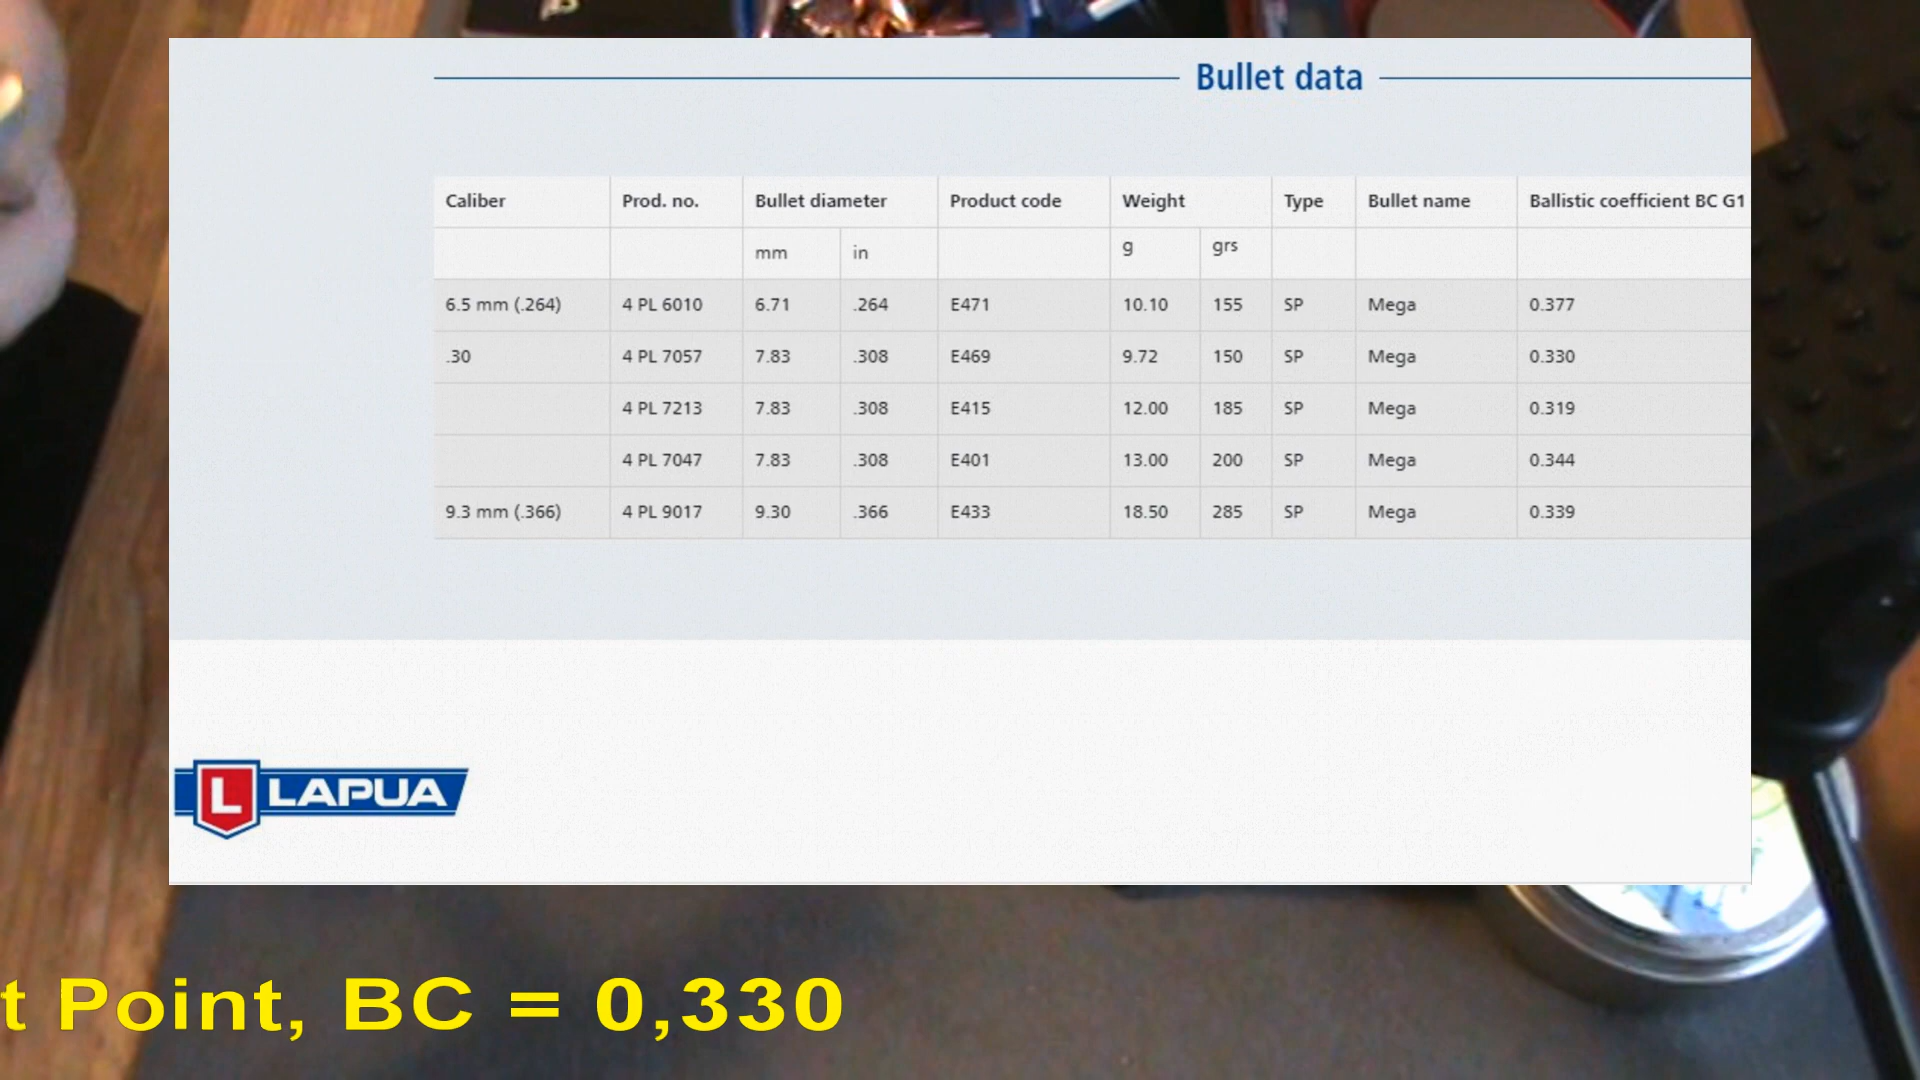 Bullet data
Caliber Prod. no. Bullet diameter Product code Weight Type Bullet name Ballistic coefficient BC G1
mm in g grs
6.5 mm (.264) 4 PL 6010 6.71 .264 E471 10.10 155 SP Mega 0.377
.30 4 PL 7057 7.83 .308 E469 9.72 150 SP Mega 0.330
4 PL 7213 7.83 .308 E415 12.00 185 SP Mega 0.319
4 PL 7047 7.83 .308 E401 13.00 200 SP Mega 0.344
9.3 mm (.366) 4 PL 9017 9.30 .366 E433 18.50 285 SP Mega 0.339
L LAPUA
t Point, BC = 0,330